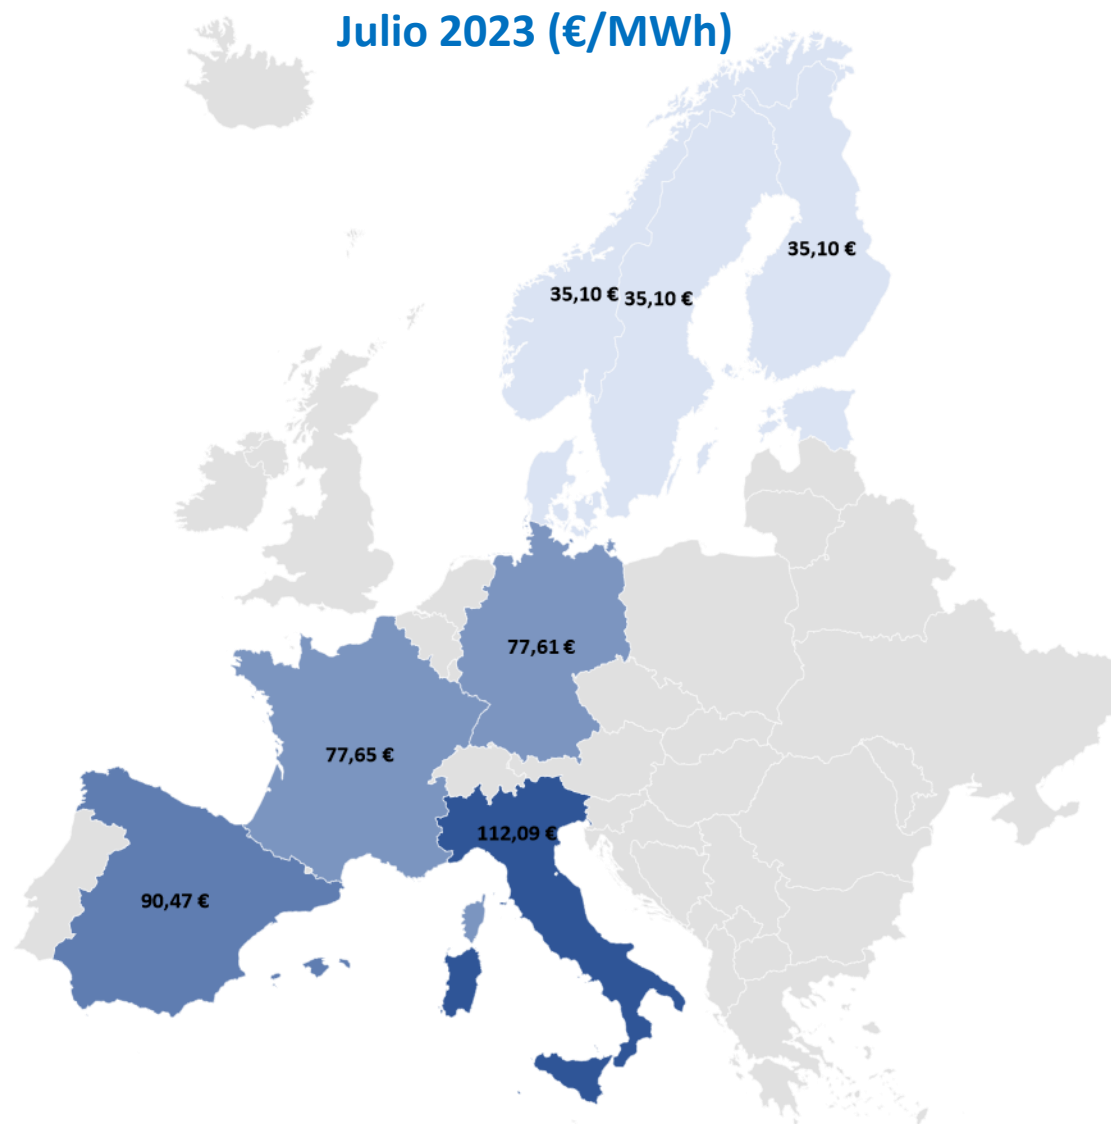 Julio 2023 (€/MWh)
35,10 €
35,10 € 35,10 €
77,61 €
77,65 €
112,09 €
90,47 €